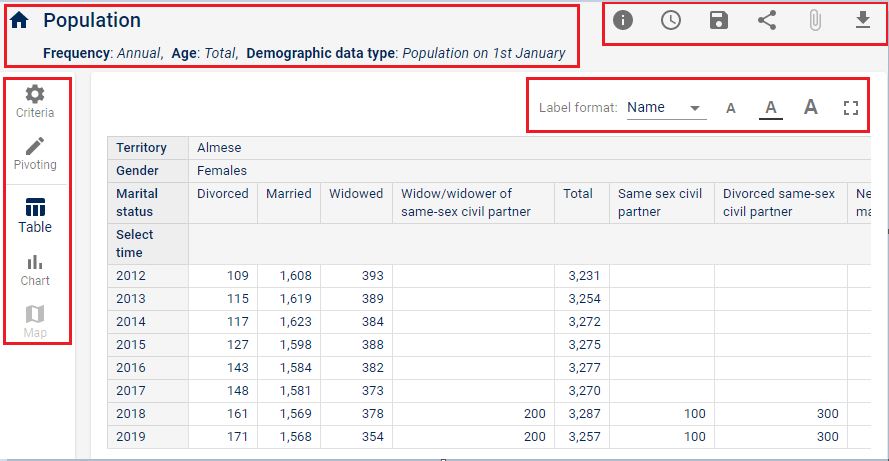 Population
Frequency: Annual, Age: Total, Demographic data type: Population on 1st January
Criteria
Pivoting
Table
Chart
Map
Label format: Name A A A
Territory Almese
Gender Females
Marital status Divorced Married Widowed Widow/widower of same-sex civil partner Total Same sex civil partner Divorced same-sex civil partner
Select time
2012 109 1,608 393 3,231
2013 115 1,619 389 3,254
2014 117 1,623 384 3,272
2015 127 1,598 388 3,275
2016 143 1,584 382 3,277
2017 148 1,581 373 3,270
2018 161 1,569 378 200 3,287 100 300
2019 171 1,568 354 200 3,257 100 300